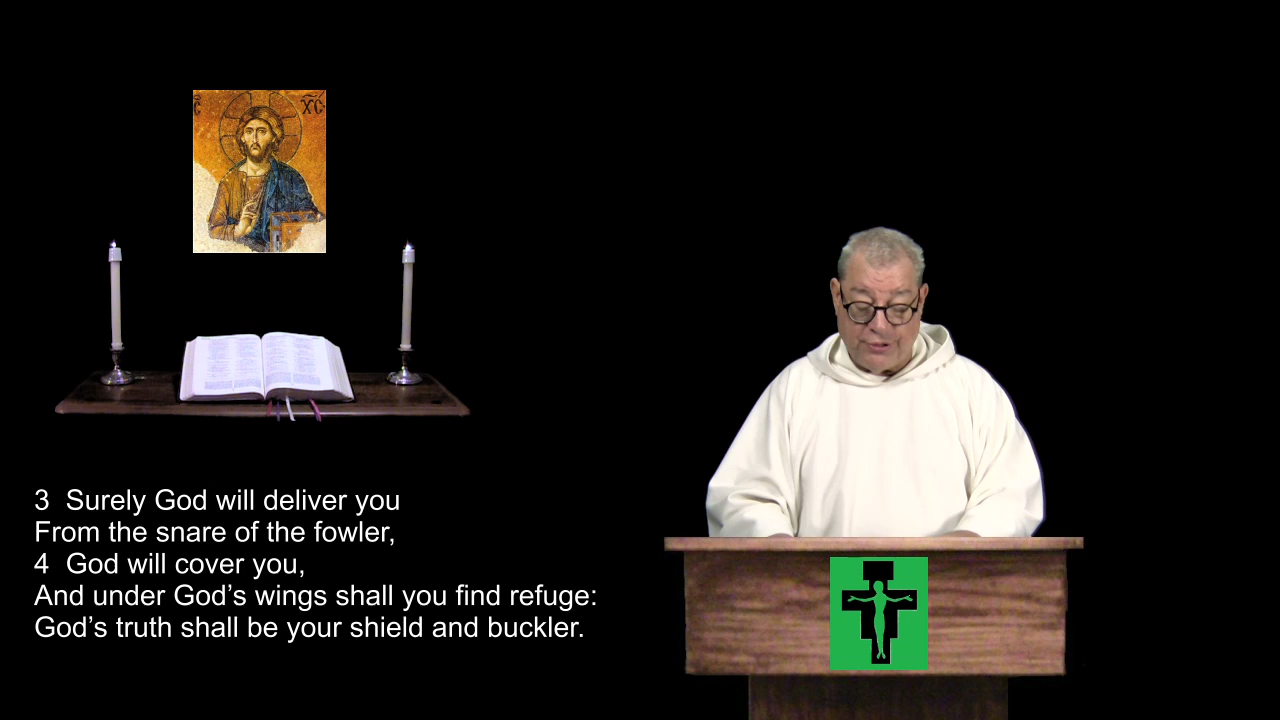 XC
3 Surely God will deliver you
From the snare of the fowler,
4 God will cover you,
And under God’s wings shall you find refuge:
God’s truth shall be your shield and buckler.